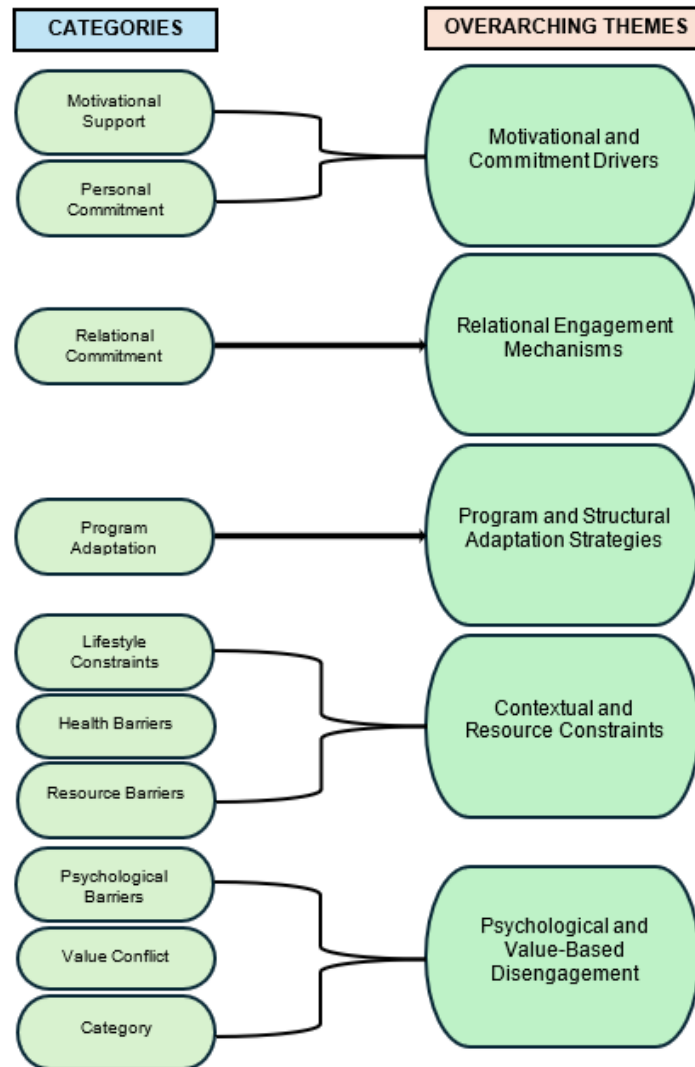 CATEGORIES
OVERARCHING THEMES
Motivational
Support
Personal
Commitment
Motivational and
Commitment Drivers
Relational
Commitment
Relational Engagement
Mechanisms
Program
Adaptation
Program and Structural
Adaptation Strategies
Lifestyle
Constraints
Health Barriers
Resource Barriers
Contextual and
Resource Constraints
Psychological
Barriers
Value Conflict
Category
Psychological and
Value-Based
Disengagement